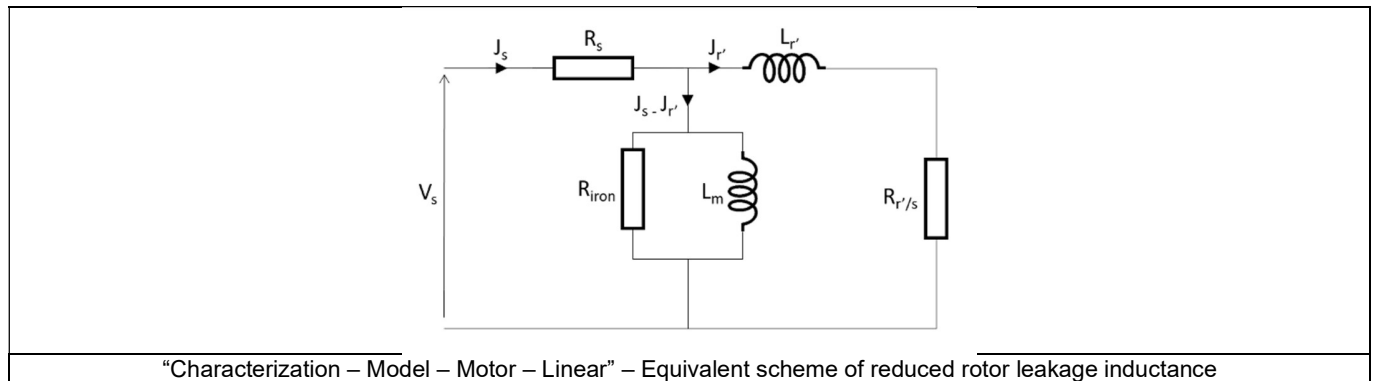 J_s R_s J_r' L_r'
J_s - J_r'
V_s R_iron L_m R_r'/s
“Characterization – Model – Motor – Linear” – Equivalent scheme of reduced rotor leakage inductance